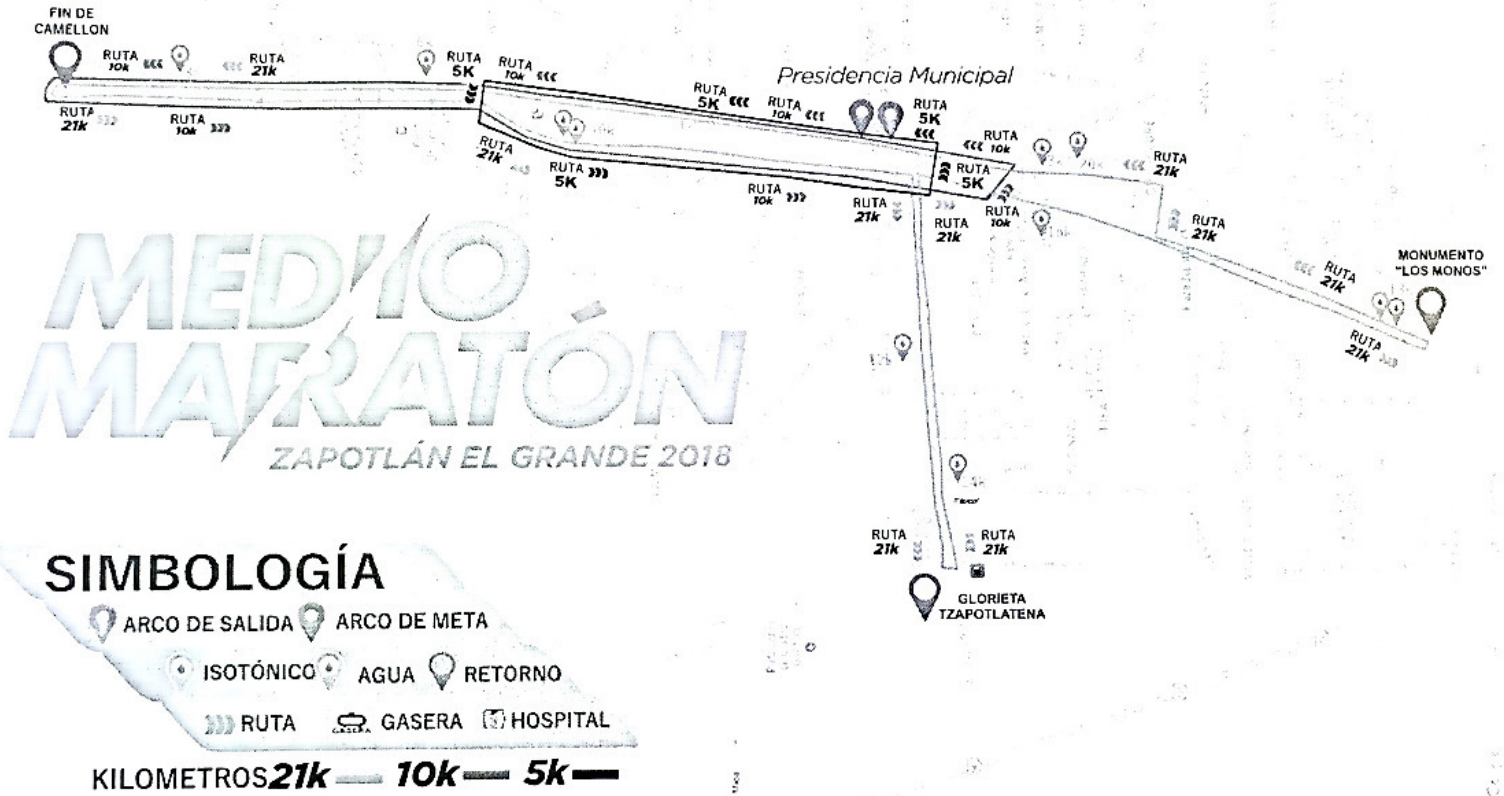 FIN DE
CAMELLON
RUTA
10k
RUTA
21k
RUTA
5K
RUTA
10k
RUTA
21k
RUTA
10k
Presidencia Municipal
RUTA
5K
RUTA
10k
RUTA
5K
RUTA
21k
RUTA
5K
RUTA
10k
RUTA
10k
RUTA
5K
RUTA
21k
RUTA
21k
RUTA
21k
RUTA
10k
RUTA
21k
MONUMENTO
"LOS MONOS"
RUTA
21k
RUTA
21k
MEDIO
MARATÓN
ZAPOTLÁN EL GRANDE 2018
RUTA
21k
RUTA
21k
GLORIETA
TZAPOTLATENA
SIMBOLOGÍA
ARCO DE SALIDA ARCO DE META
ISOTÓNICO AGUA RETORNO
RUTA GASERA HOSPITAL
KILOMETROS 21k 10k 5k